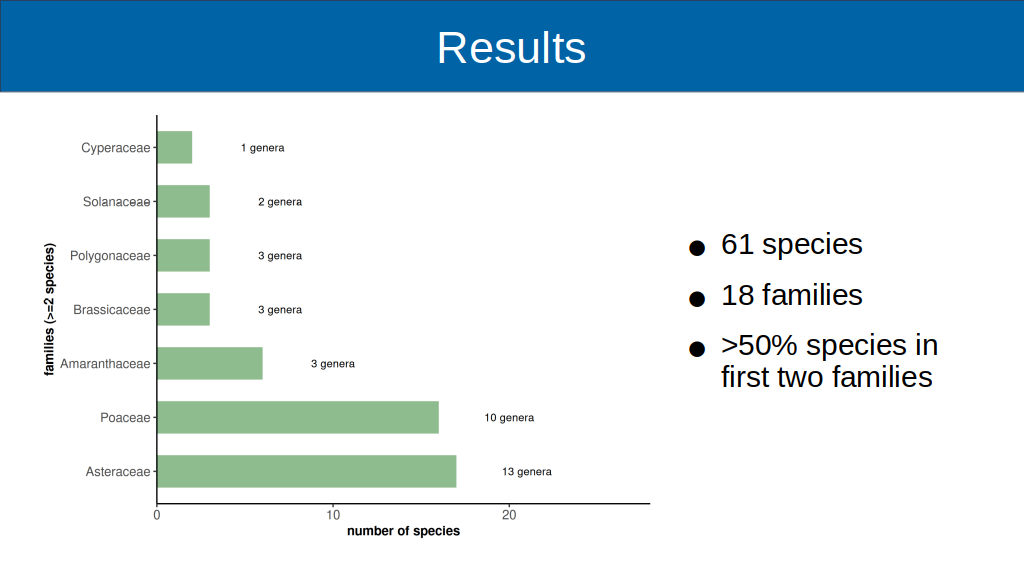 Results
Cyperaceae
1 genera
Solanaceae
2 genera
Polygonaceae
3 genera
Brassicaceae
3 genera
Amaranthaceae
3 genera
Poaceae
10 genera
Asteraceae
13 genera
families (>=2 species)
0
10
20
number of species
● 61 species
● 18 families
● >50% species in
first two families